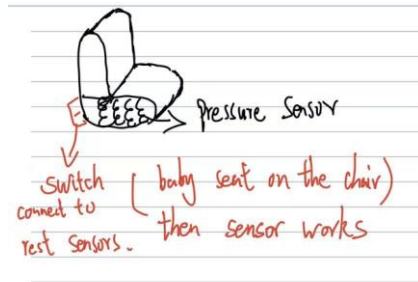 Pressure Sensor
switch
connect to
rest sensors.
( baby seat on the chair)
then sensor works